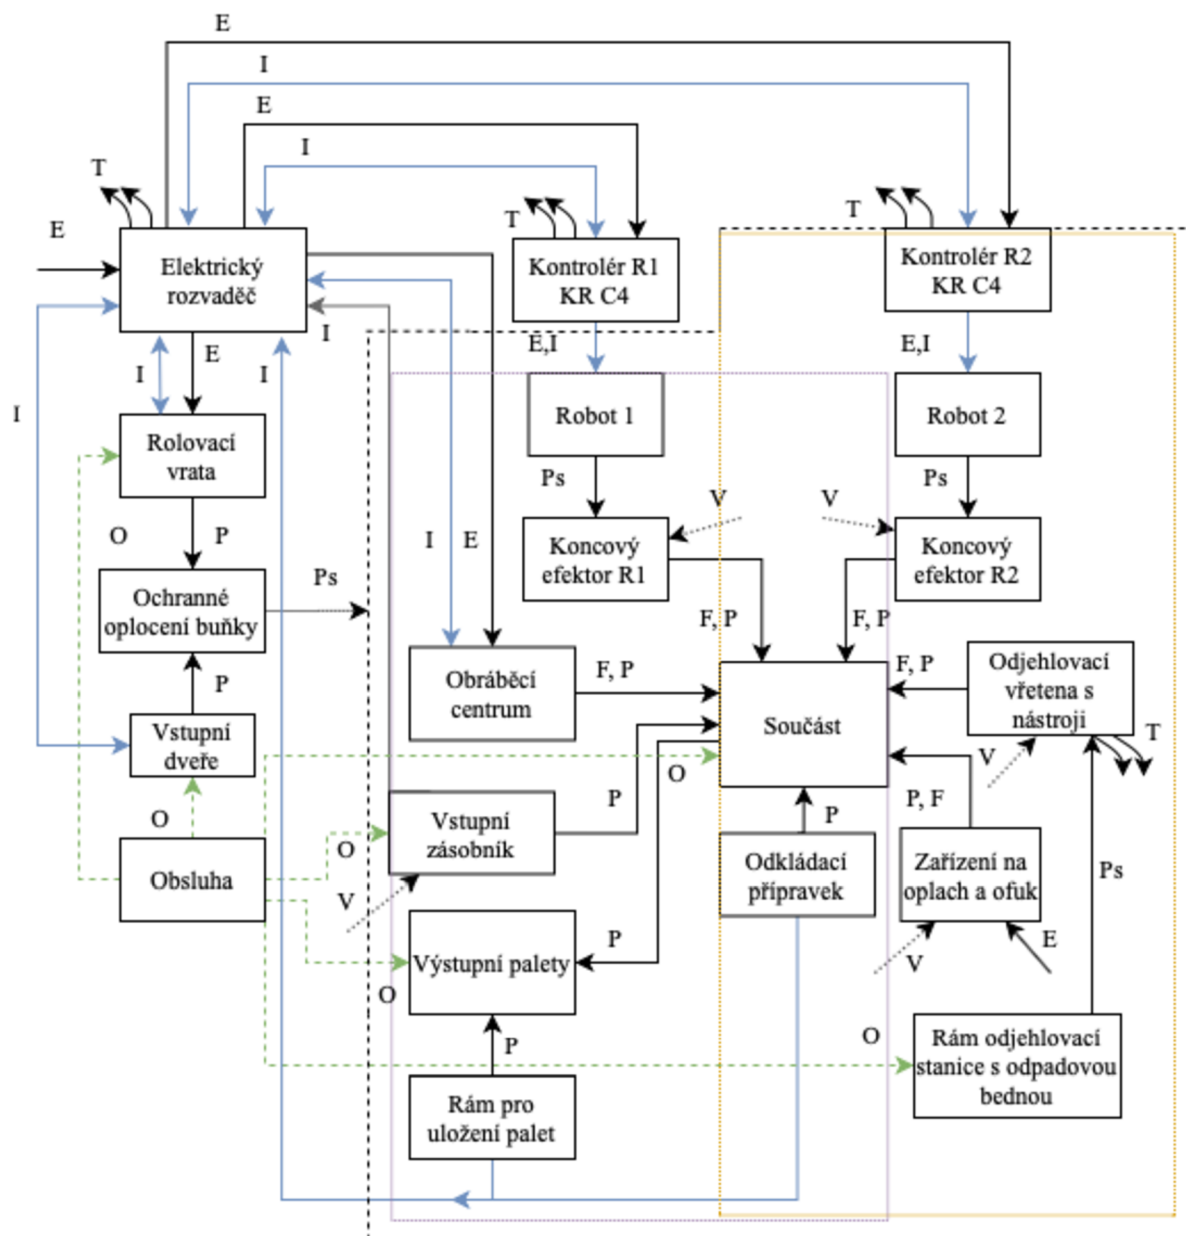 E
I
E
I
T
T
T
E
Elektrický
rozvaděč
Kontrolér R1
KR C4
Kontrolér R2
KR C4
I
E
I
I
I
E,I
E,I
Rolovací
vrata
Robot 1
Robot 2
O
P
Ps
Ps
V
V
I
E
Koncový
efektor R1
Koncový
efektor R2
Ochranné
oplocení buňky
Ps
F, P
F, P
P
Obráběcí
centrum
F, P
Součást
F, P
Odjehlovací
vřetena s
nástroji
T
Vstupní
dveře
O
V
O
P
P
P, F
Vstupní
zásobník
O
Obsluha
V
Odkládací
přípravek
Zařízení na
oplach a ofuk
Ps
Výstupní palety
P
V
E
O
O
P
Rám odjehlovací
stanice s odpadovou
bednou
Rám pro
uložení palet